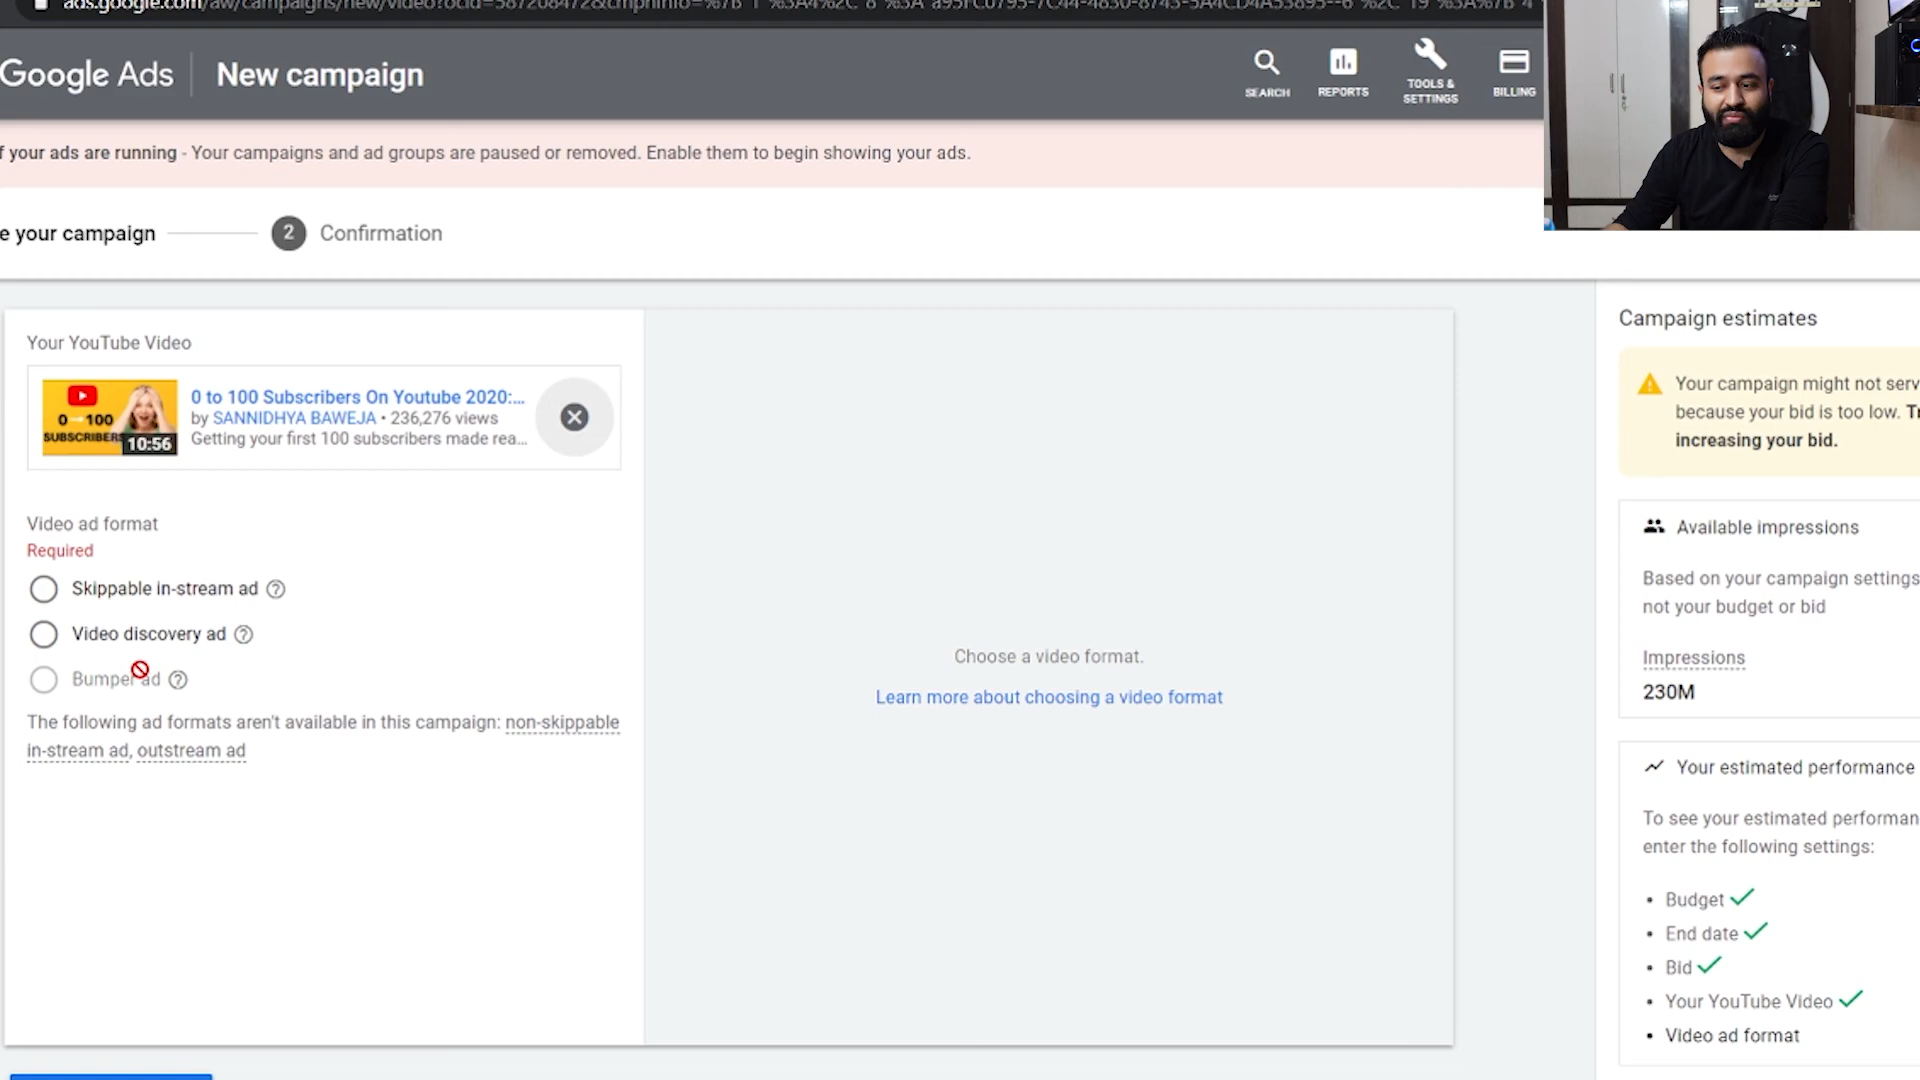 Google Ads
New campaign
SEARCH
REPORTS
TOOLS &
SETTINGS
BILLING
f your ads are running - Your campaigns and ad groups are paused or removed. Enable them to begin showing your ads.
e your campaign
2
Confirmation
Your YouTube Video
0 100
SUBSCRIBERS
10:56
0 to 100 Subscribers On Youtube 2020:...
by SANNIDHYA BAWEJA • 236,276 views
Getting your first 100 subscribers made rea...
Video ad format
Required
Skippable in-stream ad
Video discovery ad
Bumper ad
The following ad formats aren't available in this campaign: non-skippable
in-stream ad, outstream ad
Choose a video format.
Learn more about choosing a video format
Campaign estimates
Your campaign might not serv
because your bid is too low. Tr
increasing your bid.
Available impressions
Based on your campaign settings
not your budget or bid
Impressions
230M
Your estimated performance
To see your estimated performan
enter the following settings:
• Budget
• End date
• Bid
• Your YouTube Video
• Video ad format